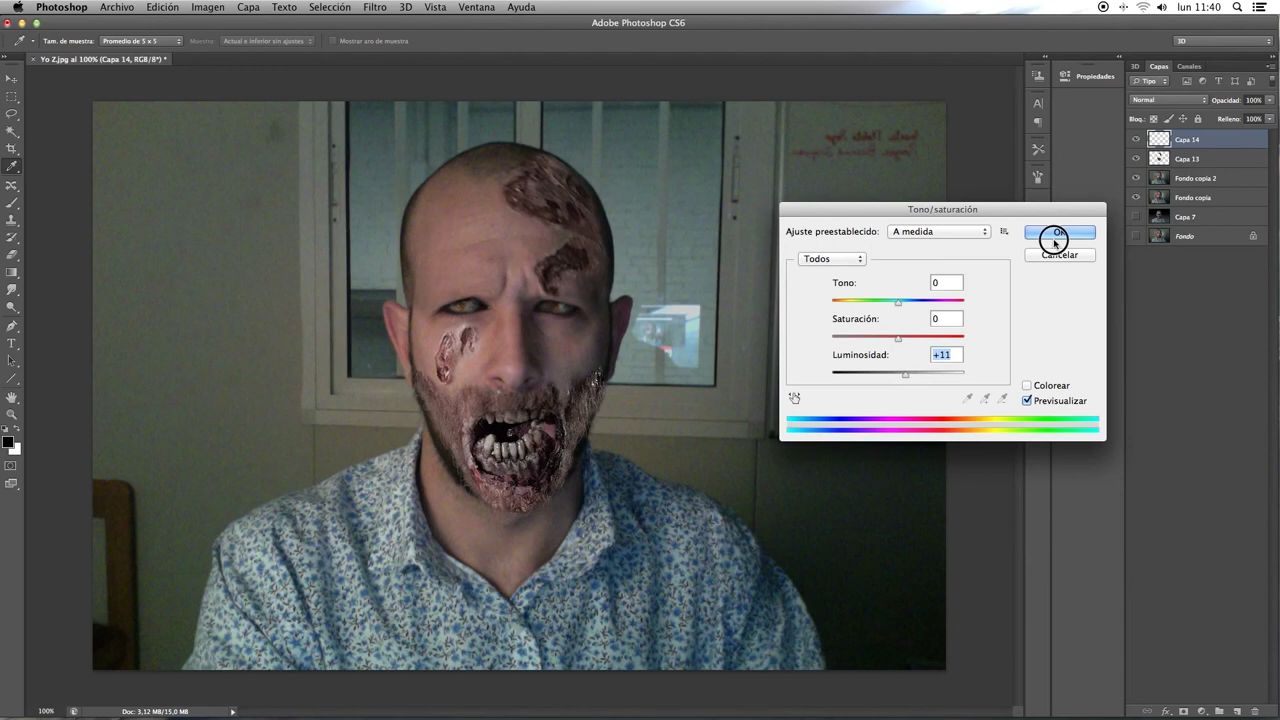 Photoshop Archivo Edición Imagen Capa Texto Selección Filtro 3D Vista Ventana Ayuda lun 11:40
Adobe Photoshop CS6
Tam. de muestra: Promedio de 5 x 5 Muestra: Actual e inferior sin ajustes Mostrar aro de muestra 3D
× Yo Z.jpg al 100% (Capa 14, RGB/8*) *
3D Capas Canales
Propiedades
Tipo
Normal Opacidad: 100%
Bloq.: Relleno: 100%
Capa 14
Capa 13
Fondo copia 2
Fondo copia
Capa 7
Fondo
Tono/saturación
Ajuste preestablecido: A medida
OK
Cancelar
Todos
Tono: 0
Saturación: 0
Luminosidad: +11
Colorear
Previsualizar
100% Doc: 3,12 MB/15,0 MB